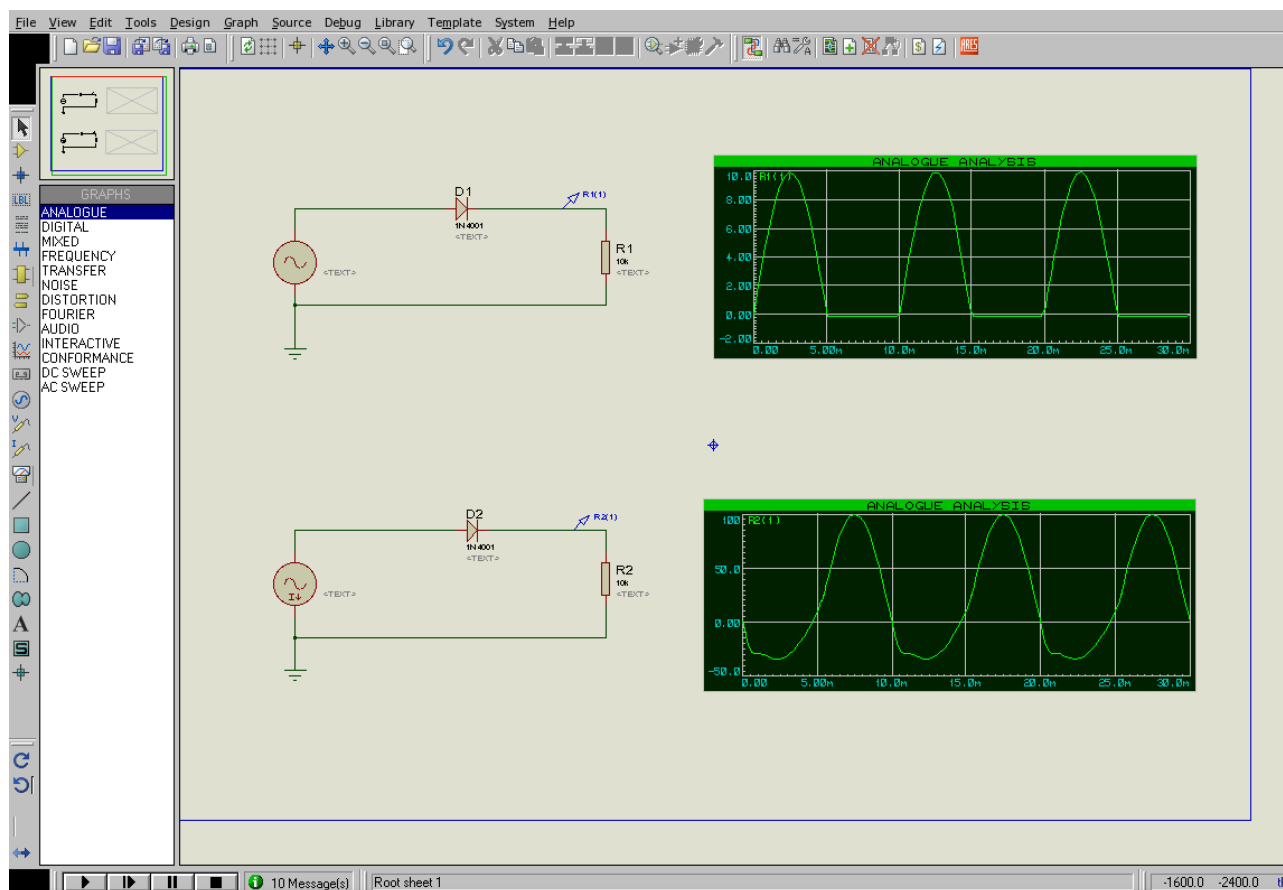 File View Edit Tools Design Graph Source Debug Library Template System Help
LBL
ARES
GRAPHS
ANALOGUE
DIGITAL
MIXED
FREQUENCY
TRANSFER
NOISE
DISTORTION
FOURIER
AUDIO
INTERACTIVE
CONFORMANCE
DC SWEEP
AC SWEEP
D1
1N4001
<TEXT>
R1(1)
<TEXT>
R1
10k
<TEXT>
ANALOGUE ANALYSIS
R1(1)
10.0
8.00
6.00
4.00
2.00
0.00
-2.00
0.00 5.00m 10.0m 15.0m 20.0m 25.0m 30.0m
D2
1N4001
<TEXT>
R2(1)
I
<TEXT>
R2
10k
<TEXT>
ANALOGUE ANALYSIS
R2(1)
100
50.0
0.00
-50.0
0.00 5.00m 10.0m 15.0m 20.0m 25.0m 30.0m
V
I
A
S
10 Message(s)
Root sheet 1
-1600.0 -2400.0